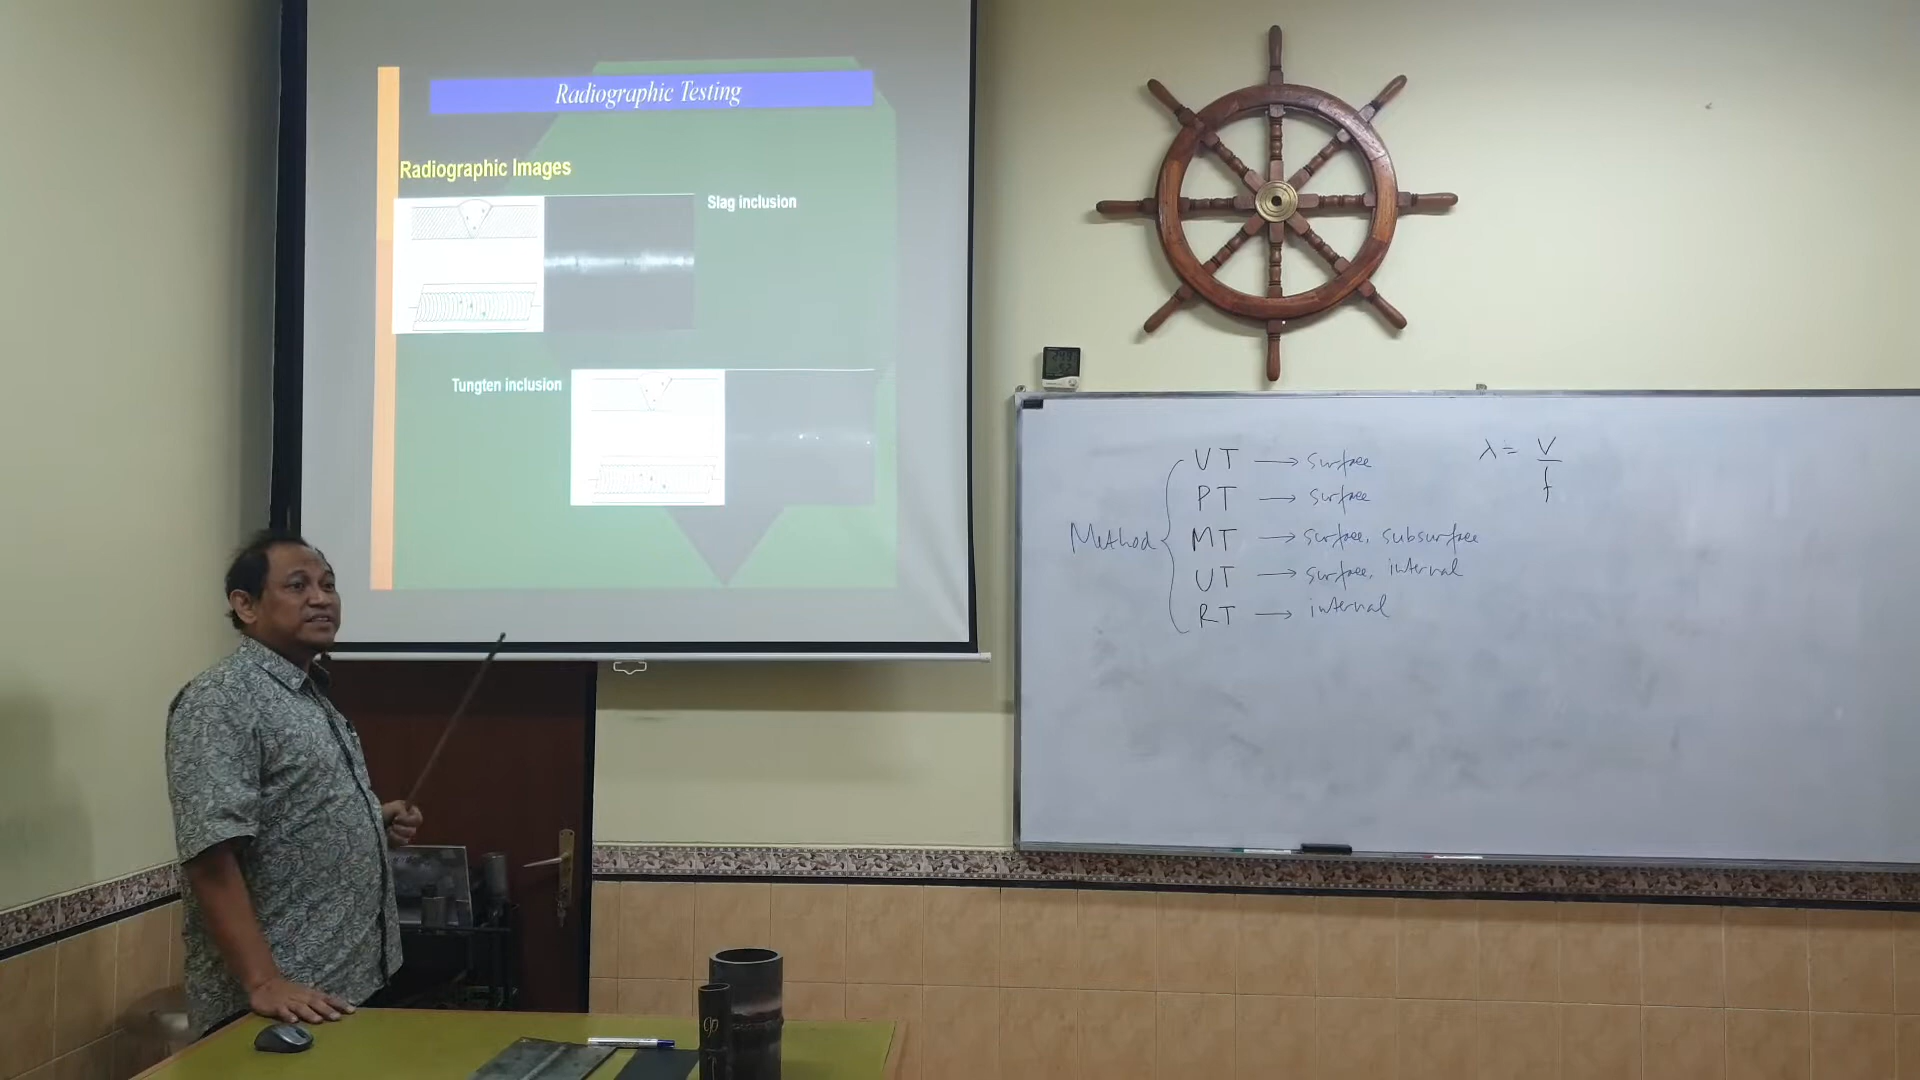 Radiographic Testing
Radiographic Images
Slag inclusion
Tungten inclusion
Method
VT → surface
PT → surface
MT → surface, subsurface
UT → surface, internal
RT → internal
λ = V/f